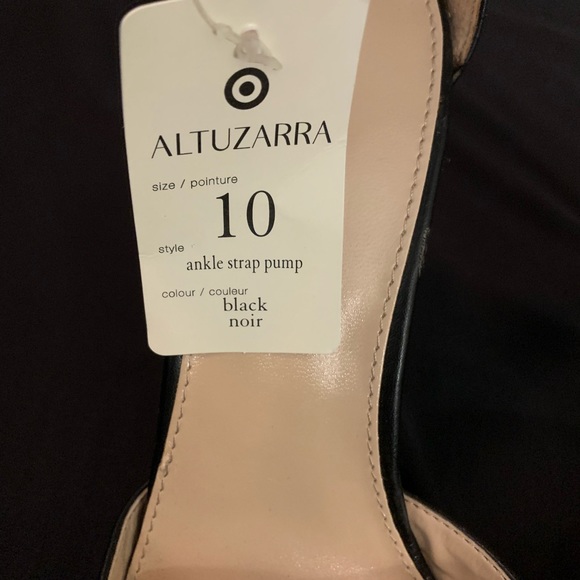 ALTUZARRA
size / pointure
10
style
ankle strap pump
colour / couleur
black
noir